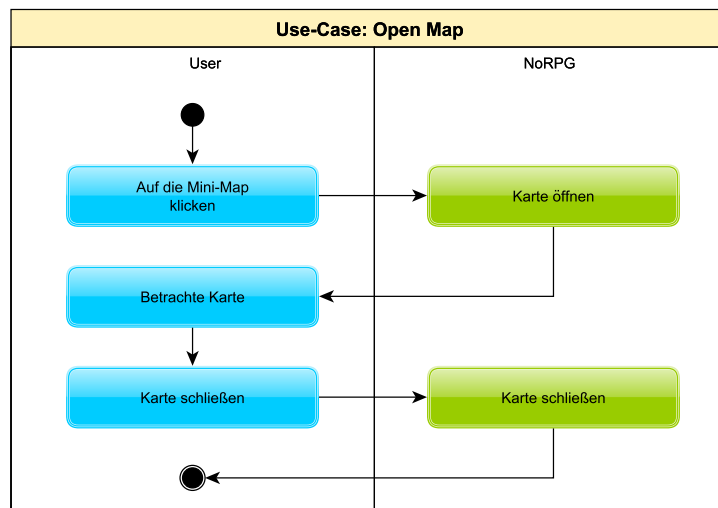 Use-Case: Open Map
User
NoRPG
Auf die Mini-Map
klicken
Karte öffnen
Betrachte Karte
Karte schließen
Karte schließen